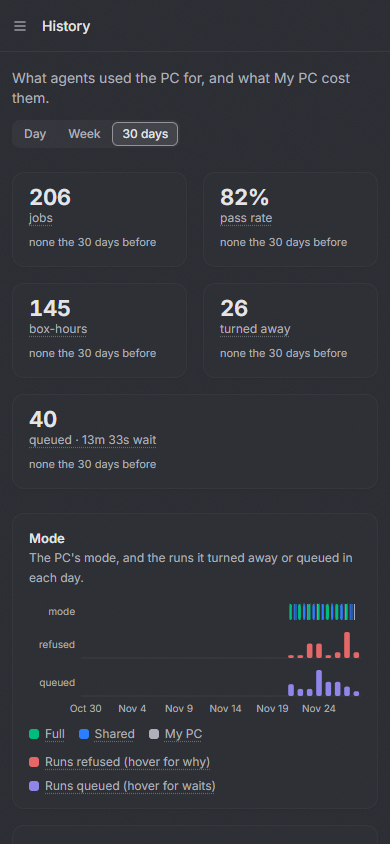 History
What agents used the PC for, and what My PC cost
them.
Day Week 30 days
206
jobs
none the 30 days before
82%
pass rate
none the 30 days before
145
box-hours
none the 30 days before
26
turned away
none the 30 days before
40
queued · 13m 33s wait
none the 30 days before
Mode
The PC's mode, and the runs it turned away or queued in
each day.
mode
refused
queued
Oct 30 Nov 4 Nov 9 Nov 14 Nov 19 Nov 24
Full Shared My PC
Runs refused (hover for why)
Runs queued (hover for waits)